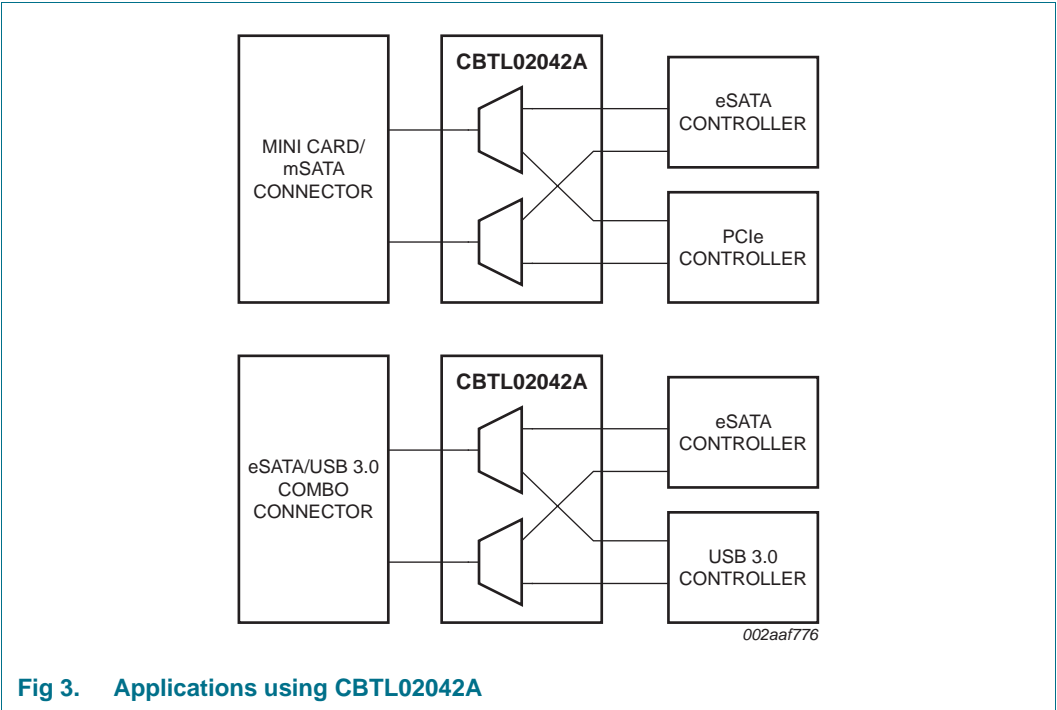 CBTL02042A
MINI CARD/
mSATA
CONNECTOR
eSATA
CONTROLLER
PCIe
CONTROLLER
CBTL02042A
eSATA/USB 3.0
COMBO
CONNECTOR
eSATA
CONTROLLER
USB 3.0
CONTROLLER
002aaf776
Fig 3. Applications using CBTL02042A